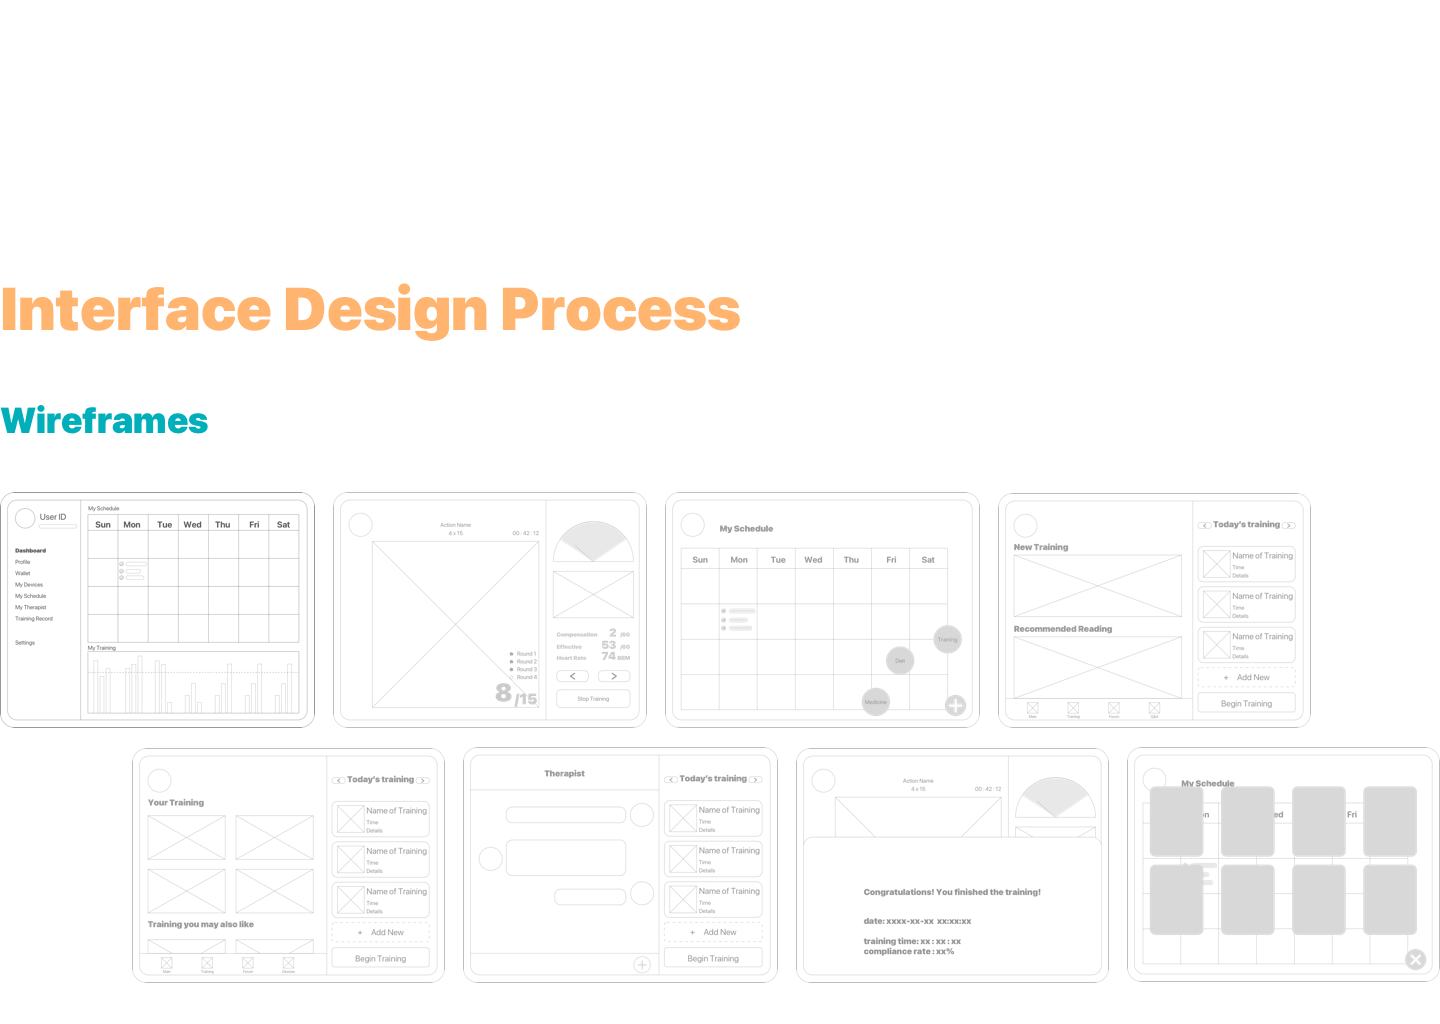 Interface Design Process
Wireframes
User ID
Dashboard
Profile
Wallet
My Devices
My Schedule
My Therapist
Training Record
Settings
My Schedule
Sun Mon Tue Wed Thu Fri Sat
My Training
Action Name
4 x 15 00 : 42 : 12
Round 1
Round 2
Round 3
Round 4
8/15
Compensation 2 /60
Effective 53 /60
Heart Rate 74 BBM
< >
Stop Training
My Schedule
Sun Mon Tue Wed Thu Fri Sat
Training
Diet
Medicine
New Training
Recommended Reading
Main Training Forum Q&A
< Today's training >
Name of Training
Time
Details
Name of Training
Time
Details
Name of Training
Time
Details
+ Add New
Begin Training
Your Training
Training you may also like
Main Training Forum Devices
< Today's training >
Name of Training
Time
Details
Name of Training
Time
Details
Name of Training
Time
Details
+ Add New
Begin Training
Therapist
< Today's training >
Name of Training
Time
Details
Name of Training
Time
Details
Name of Training
Time
Details
+ Add New
Begin Training
Action Name
4 x 15 00 : 42 : 12
Congratulations! You finished the training!
date: xxxx-xx-xx xx:xx:xx
training time: xx : xx : xx
compliance rate : xx%
My Schedule
on ed Fri